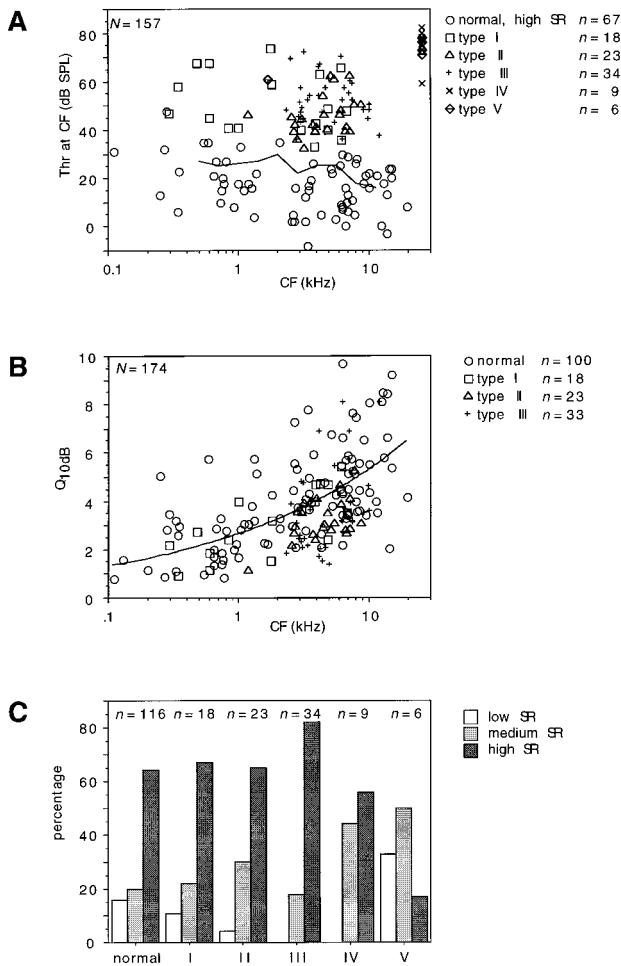 A
N = 157
80
60
40
20
0
Thr at CF (dB SPL)
0.1
1
10
CF (kHz)
normal, high SR n = 67
type I n = 18
type II n = 23
type III n = 34
type IV n = 9
type V n = 6
B
N = 174
10
8
6
4
2
0
Q10dB
.1
1
10
CF (kHz)
normal n = 100
type I n = 18
type II n = 23
type III n = 33
C
n = 116 n = 18 n = 23 n = 34 n = 9 n = 6
80
60
40
20
0
percentage
normal I II III IV V
low SR
medium SR
high SR